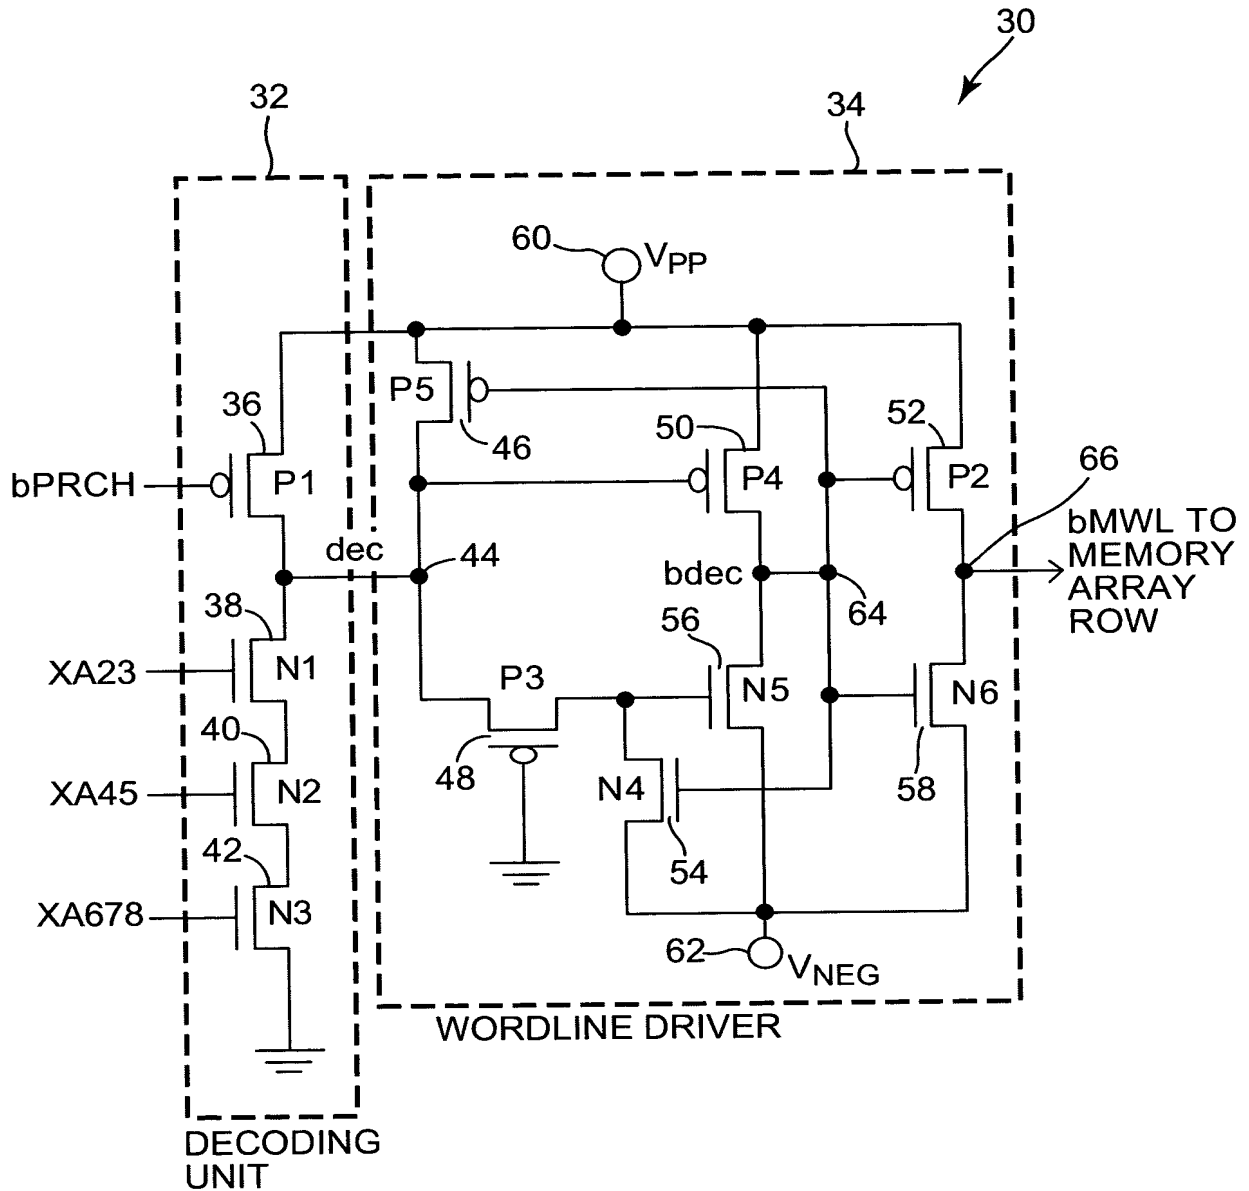 30
32
34
60
VPP
P5
36
46
50
52
bPRCH
P1
P4
P2
66
dec
44
bdec
64
bMWL TO
MEMORY
ARRAY
ROW
38
56
XA23
N1
P3
N5
N6
40
48
N4
58
XA45
N2
42
54
XA678
N3
62
VNEG
WORDLINE DRIVER
DECODING
UNIT